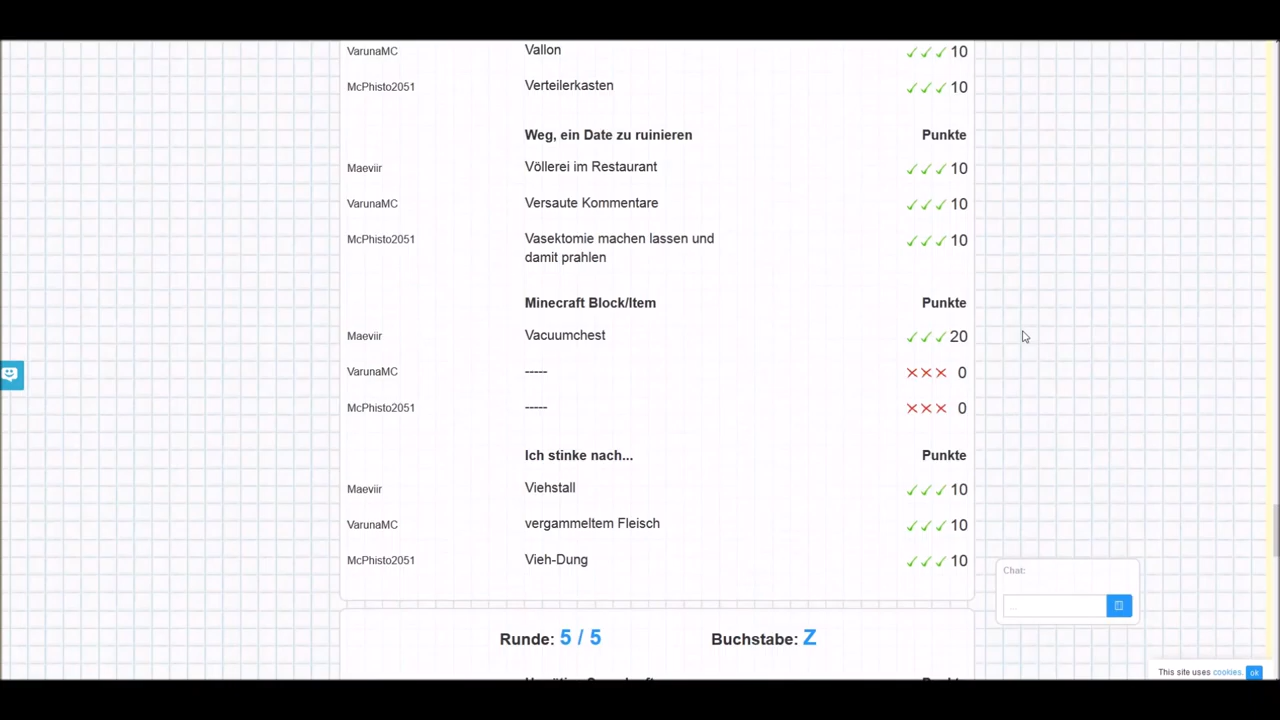 VarunaMC Vallon 10
McPhisto2051 Verteilerkasten 10
Weg, ein Date zu ruinieren Punkte
Maeviir Völlerei im Restaurant 10
VarunaMC Versaute Kommentare 10
McPhisto2051 Vasektomie machen lassen und 10
damit prahlen
Minecraft Block/Item Punkte
Maeviir Vacuumchest 20
VarunaMC ----- 0
McPhisto2051 ----- 0
Ich stinke nach... Punkte
Maeviir Viehstall 10
VarunaMC vergammeltem Fleisch 10
McPhisto2051 Vieh-Dung 10
Chat:
...
Runde: 5 / 5 Buchstabe: Z
This site uses cookies. ok